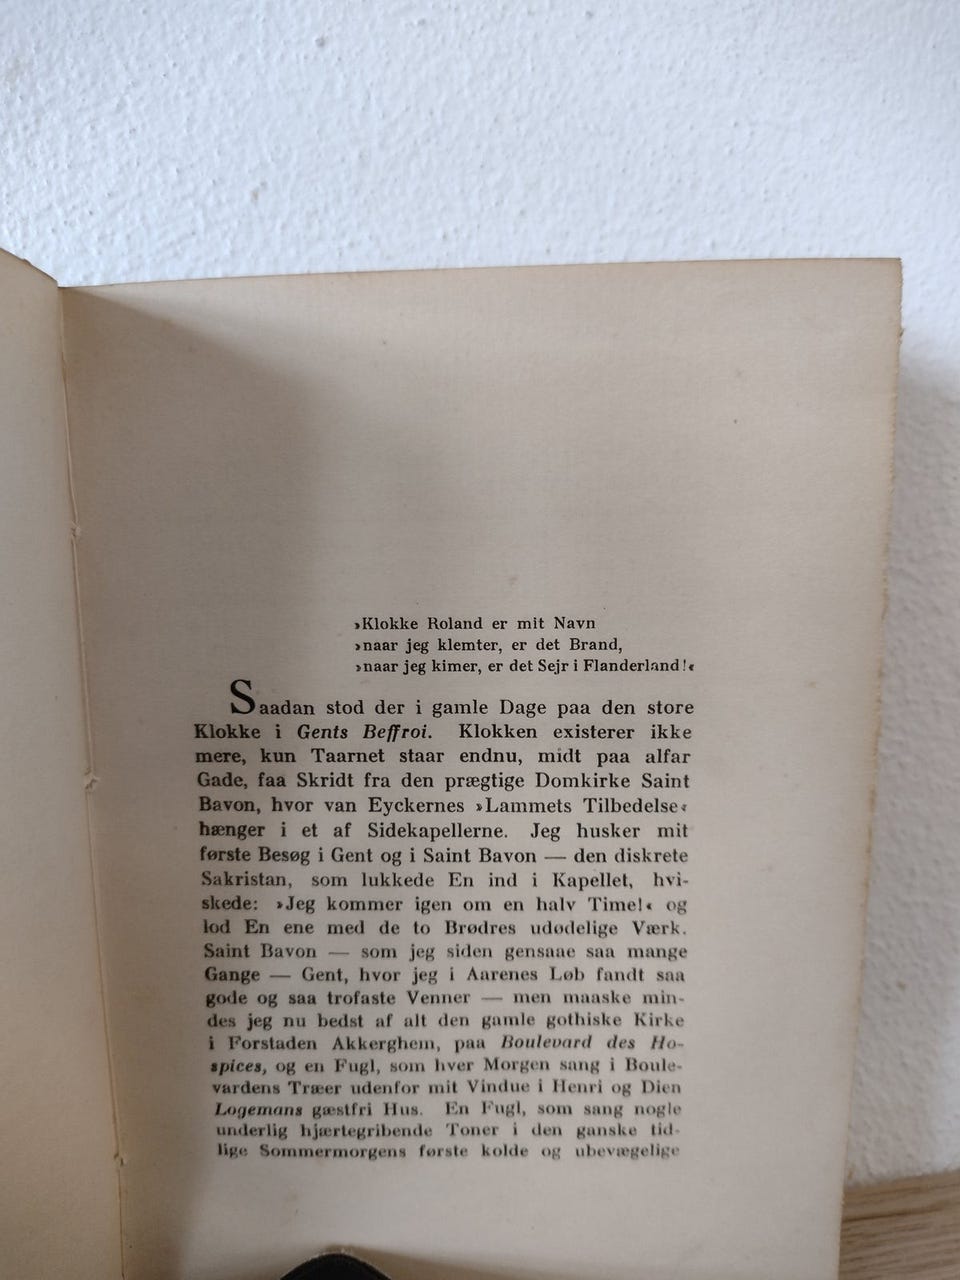 »Klokke Roland er mit Navn
»naar jeg klemter, er det Brand,
»naar jeg kimer, er det Sejr i Flanderland!«
Saadan stod der i gamle Dage paa den store
Klokke i Gents Beffroi. Klokken existerer ikke
mere, kun Taarnet staar endnu, midt paa alfar
Gade, faa Skridt fra den prægtige Domkirke Saint
Bavon, hvor van Eyckernes »Lammets Tilbedelse«
hænger i et af Sidekapellerne. Jeg husker mit
første Besøg i Gent og i Saint Bavon — den diskrete
Sakristan, som lukkede En ind i Kapellet, hvi-
skede: »Jeg kommer igen om en halv Time!« og
lod En ene med de to Brødres udødelige Værk.
Saint Bavon — som jeg siden gensaae saa mange
Gange — Gent, hvor jeg i Aarenes Løb fandt saa
gode og saa trofaste Venner — men maaske min-
des jeg nu bedst af alt den gamle gothiske Kirke
i Forstaden Akkerghem, paa Boulevard des Ho-
spices, og en Fugl, som hver Morgen sang i Boule-
vardens Træer udenfor mit Vindue i Henri og Dien
Logemans gæstfri Hus. En Fugl, som sang nogle
underlig hjærtegribende Toner i den ganske tid-
lige Sommermorgens første kolde og ubevægelige